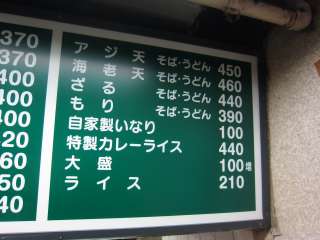 370
370
400
400
400
20
60
50
40
アジ天 そば・うどん 450
海老天 そば・うどん 460
ざる そば・うどん 440
もり そば・うどん 390
自家製いなり 100
特製カレーライス 440
大盛 100増
ライス 210